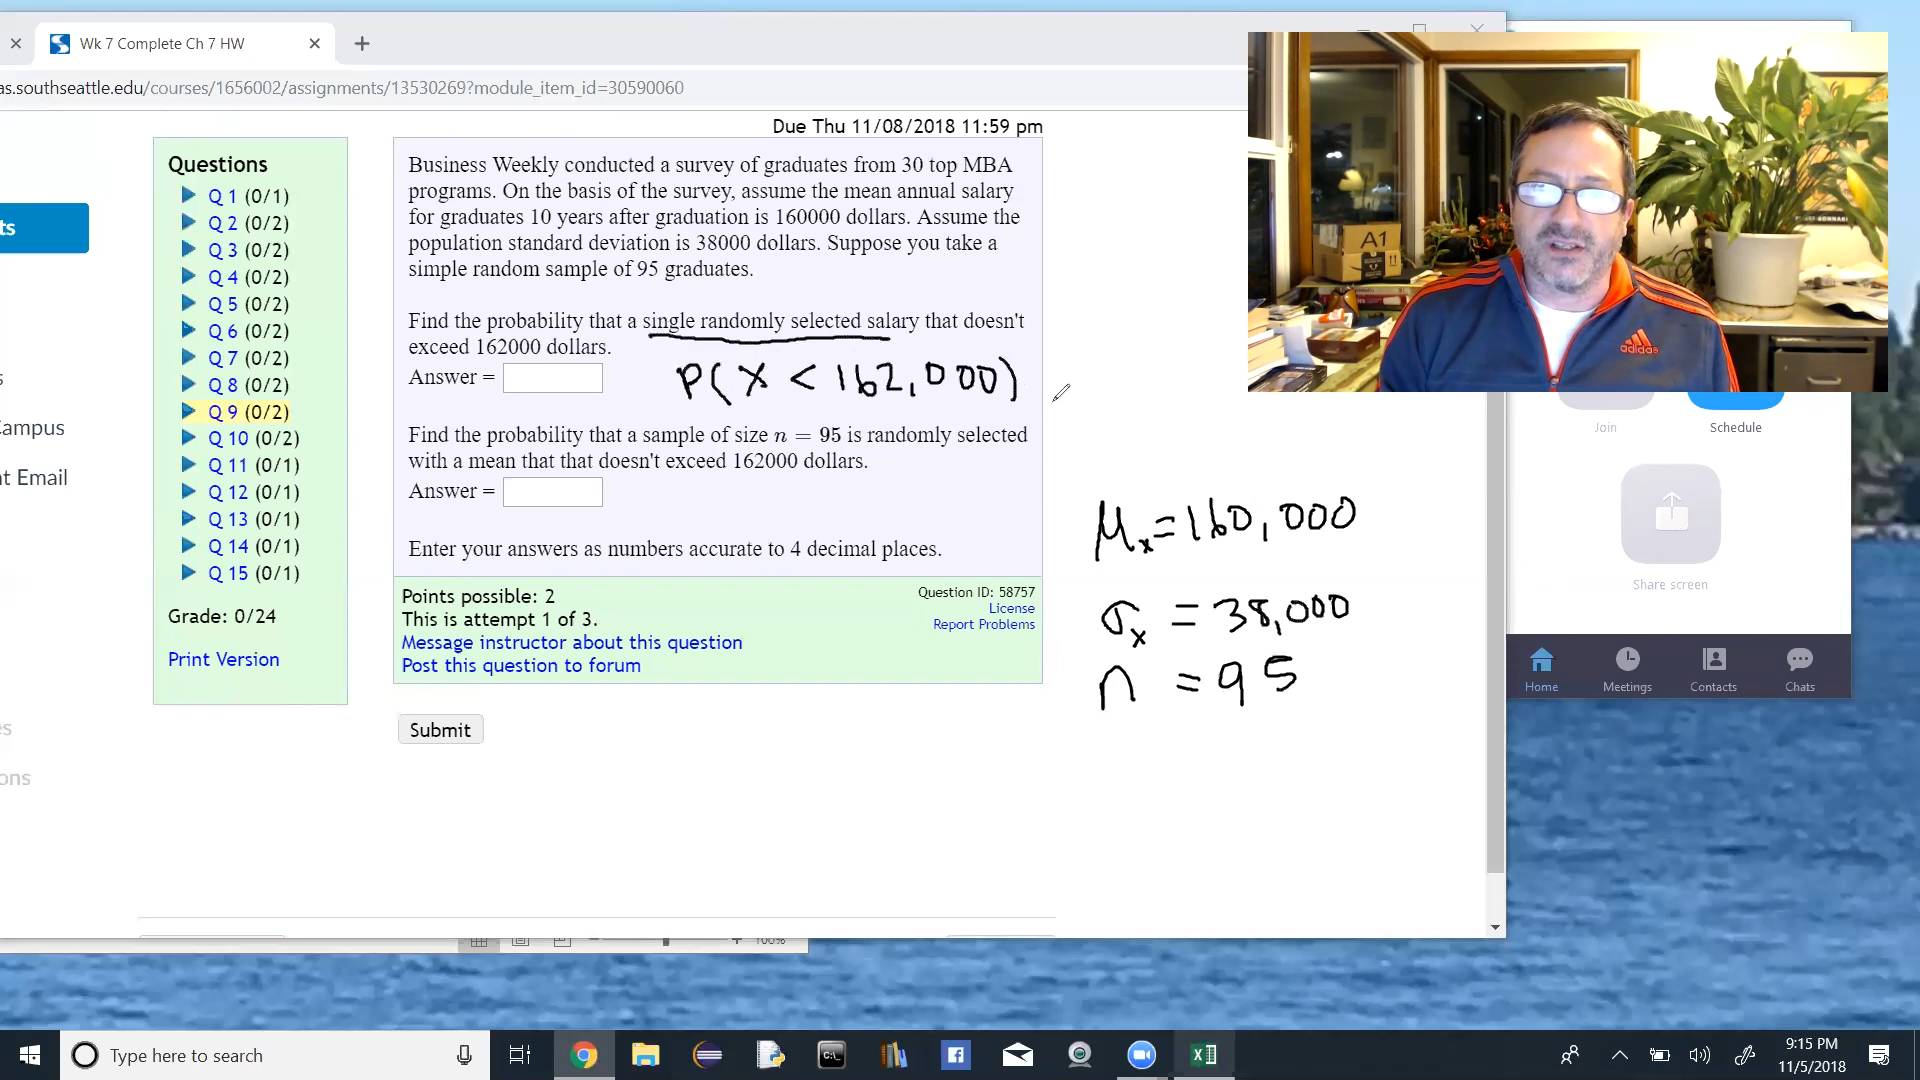 Wk 7 Complete Ch 7 HW
as.southseattle.edu/courses/1656002/assignments/13530269?module_item_id=30590060
Due Thu 11/08/2018 11:59 pm
ts
s
Campus
nt Email
s
ons
Questions
Q 1 (0/1)
Q 2 (0/2)
Q 3 (0/2)
Q 4 (0/2)
Q 5 (0/2)
Q 6 (0/2)
Q 7 (0/2)
Q 8 (0/2)
Q 9 (0/2)
Q 10 (0/2)
Q 11 (0/1)
Q 12 (0/1)
Q 13 (0/1)
Q 14 (0/1)
Q 15 (0/1)
Grade: 0/24
Print Version
Business Weekly conducted a survey of graduates from 30 top MBA
programs. On the basis of the survey, assume the mean annual salary
for graduates 10 years after graduation is 160000 dollars. Assume the
population standard deviation is 38000 dollars. Suppose you take a
simple random sample of 95 graduates.
Find the probability that a single randomly selected salary that doesn't
exceed 162000 dollars.
Answer =
P(X < 162,000)
Find the probability that a sample of size n = 95 is randomly selected
with a mean that that doesn't exceed 162000 dollars.
Answer =
Enter your answers as numbers accurate to 4 decimal places.
Points possible: 2
This is attempt 1 of 3.
Message instructor about this question
Post this question to forum
Question ID: 58757
License
Report Problems
Submit
μx = 160,000
σx = 38,000
n = 95
A1
adidas
Join
Schedule
Share screen
Home
Meetings
Contacts
Chats
100%
Type here to search
9:15 PM
11/5/2018